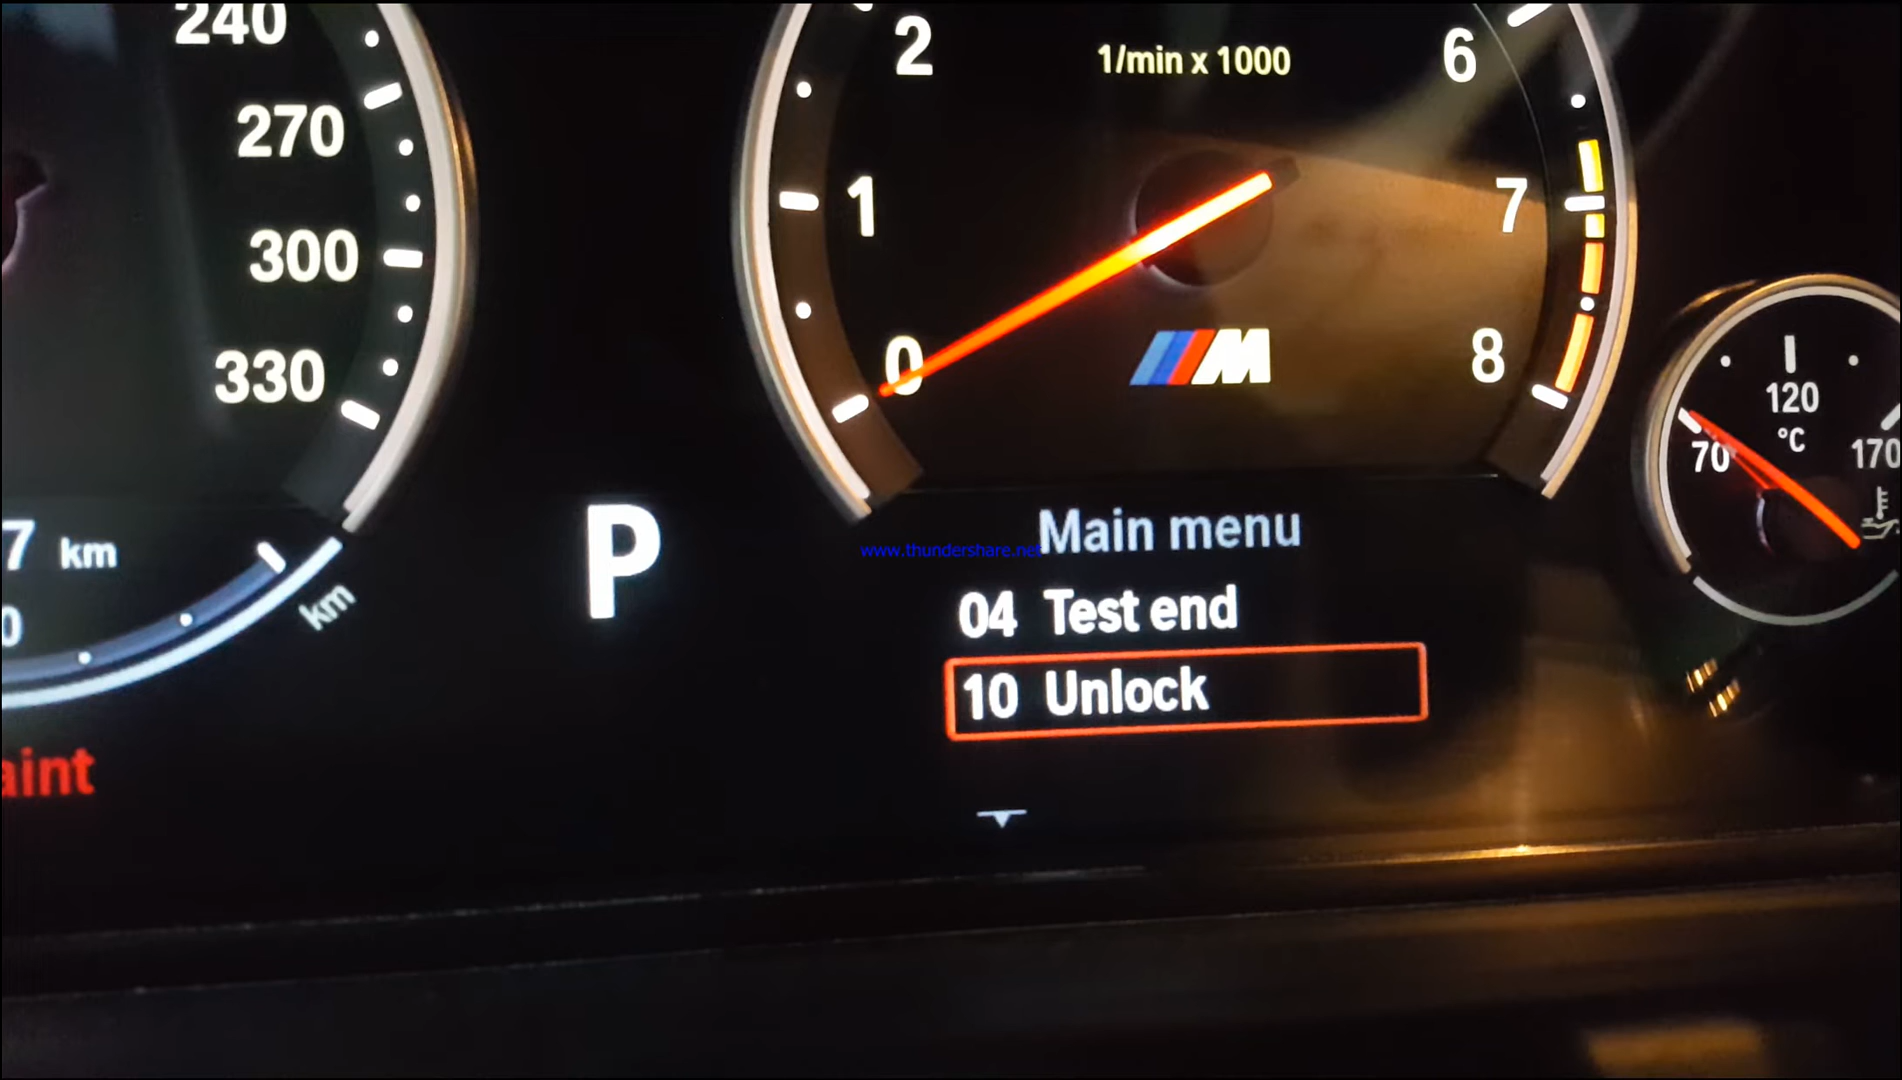 240
270
300
330
7 km
0
km
aint
P
2
1/min x 1000
6
1
7
0
M
8
Main menu
www.thundershare.net
04 Test end
10 Unlock
120
°C
70
170